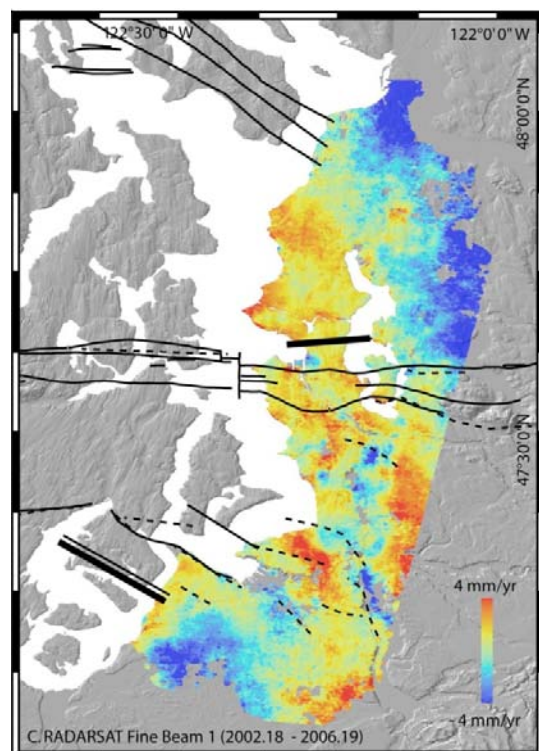 122°30' 0" W
122°0' 0" W
48°00'0"N
47°30'0"N
4 mm/yr
- 4 mm/yr
C. RADARSAT Fine Beam 1 (2002.18 - 2006.19)